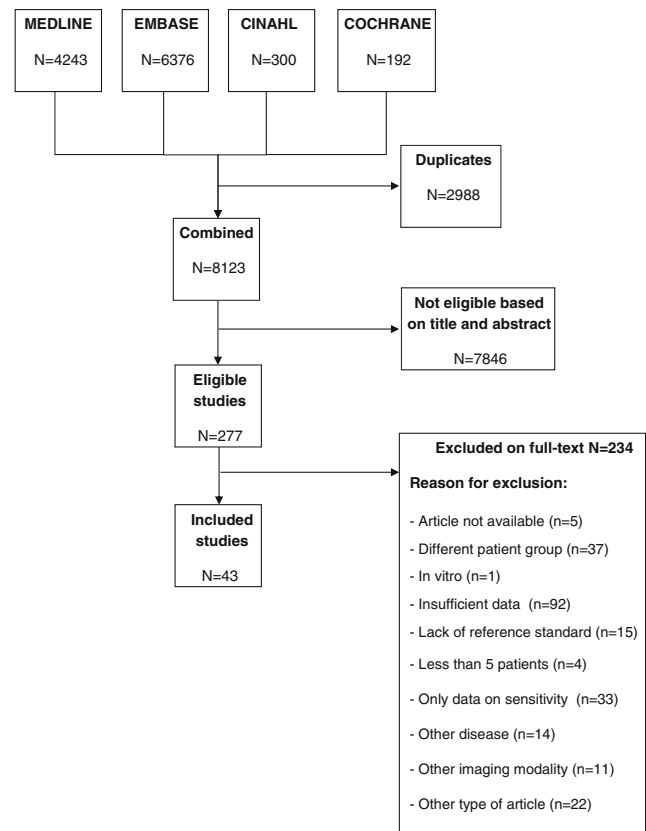 MEDLINE
N=4243
EMBASE
N=6376
CINAHL
N=300
COCHRANE
N=192
Duplicates
N=2988
Combined
N=8123
Not eligible based
on title and abstract
N=7846
Eligible
studies
N=277
Excluded on full-text N=234
Reason for exclusion:
- Article not available (n=5)
- Different patient group (n=37)
- In vitro (n=1)
- Insufficient data (n=92)
- Lack of reference standard (n=15)
- Less than 5 patients (n=4)
- Only data on sensitivity (n=33)
- Other disease (n=14)
- Other imaging modality (n=11)
- Other type of article (n=22)
Included
studies
N=43